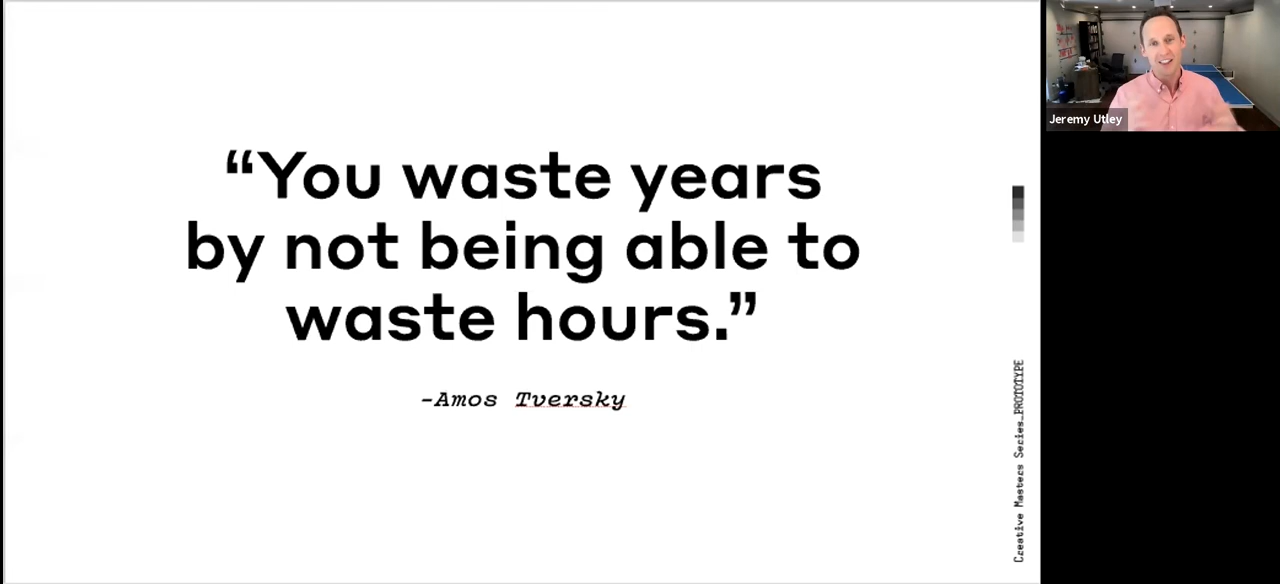 “You waste years
by not being able to
waste hours.”
–Amos Tversky
Creative Masters Series_PROTOTYPE
Jeremy Utley